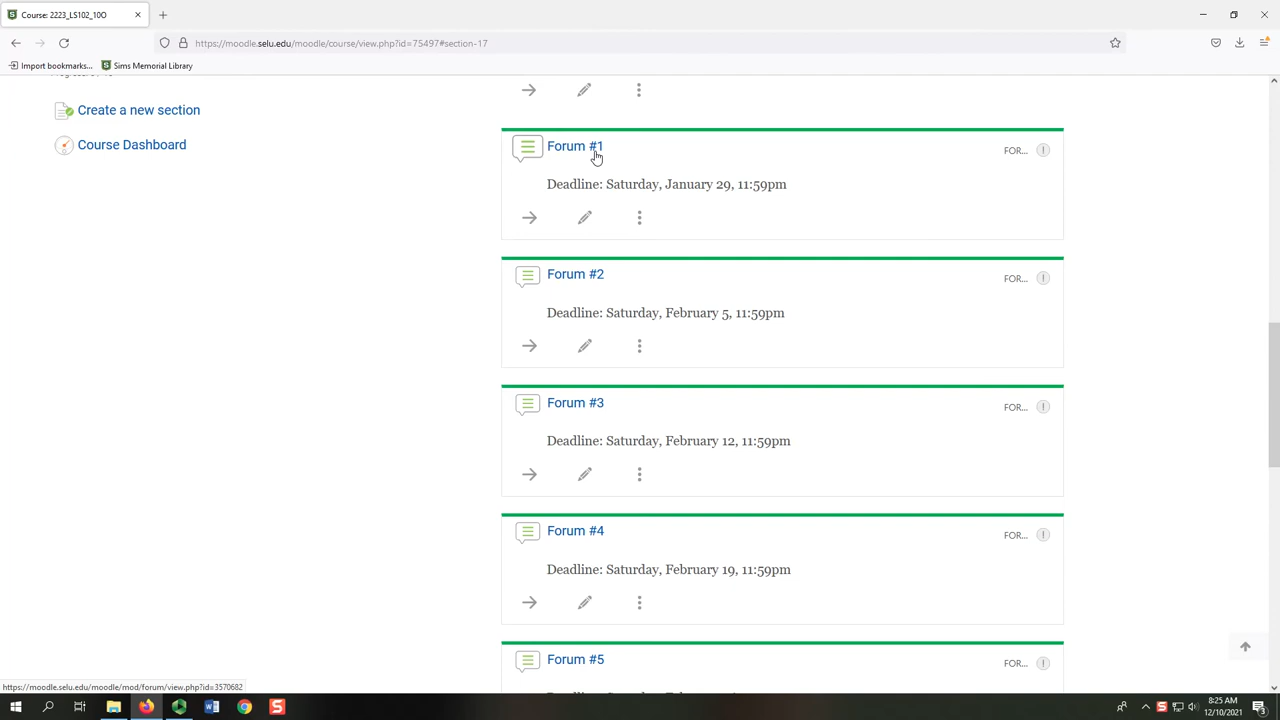 Course: 2223_LS102_10O
https://moodle.selu.edu/moodle/course/view.php?id=75497#section-17
Import bookmarks...
Sims Memorial Library
Create a new section
Course Dashboard
Forum #1
FOR...
Deadline: Saturday, January 29, 11:59pm
Forum #2
FOR...
Deadline: Saturday, February 5, 11:59pm
Forum #3
FOR...
Deadline: Saturday, February 12, 11:59pm
Forum #4
FOR...
Deadline: Saturday, February 19, 11:59pm
Forum #5
FOR...
https://moodle.selu.edu/moodle/mod/forum/view.php?id=3570682
8:25 AM
12/10/2021